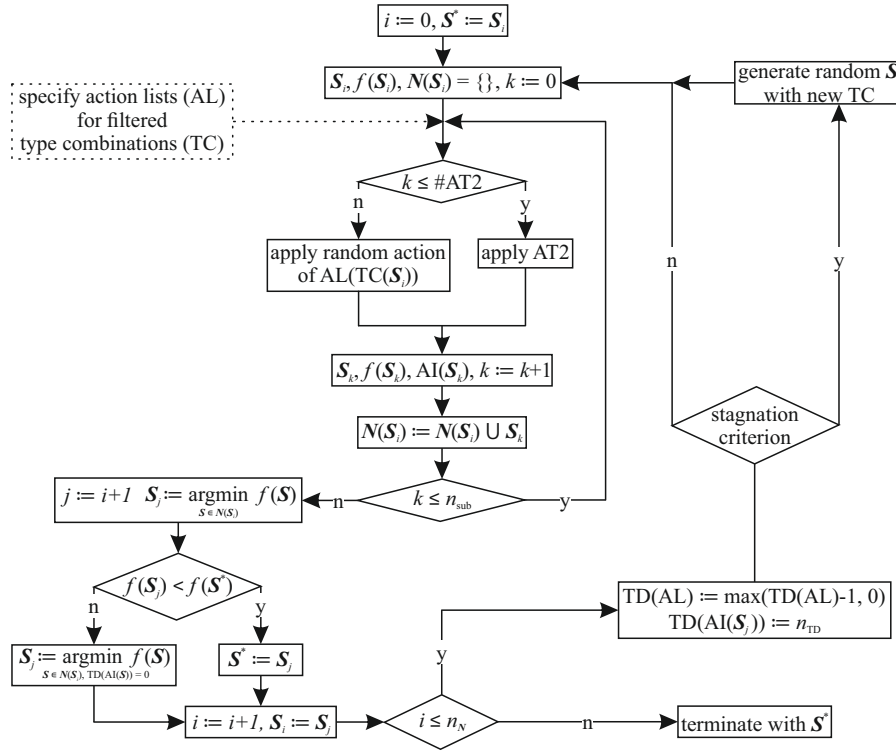 i := 0, S* := S_i
S_i, f(S_i), N(S_i) = {}, k := 0
generate random S
with new TC
specify action lists (AL)
for filtered
type combinations (TC)
k ≤ #AT2
n
y
apply random action
of AL(TC(S_i))
apply AT2
n
y
S_k, f(S_k), AI(S_k), k := k+1
N(S_i) := N(S_i) ∪ S_k
stagnation
criterion
k ≤ n_sub
n
y
j := i+1 S_j := argmin f(S)
S ∈ N(S_i)
f(S_j) < f(S*)
n
y
TD(AL) := max(TD(AL)-1, 0)
TD(AI(S_j)) := n_TD
S_j := argmin f(S)
S ∈ N(S_i), TD(AI(S)) = 0
S* := S_j
y
i := i+1, S_i := S_j
i ≤ n_N
n
terminate with S*